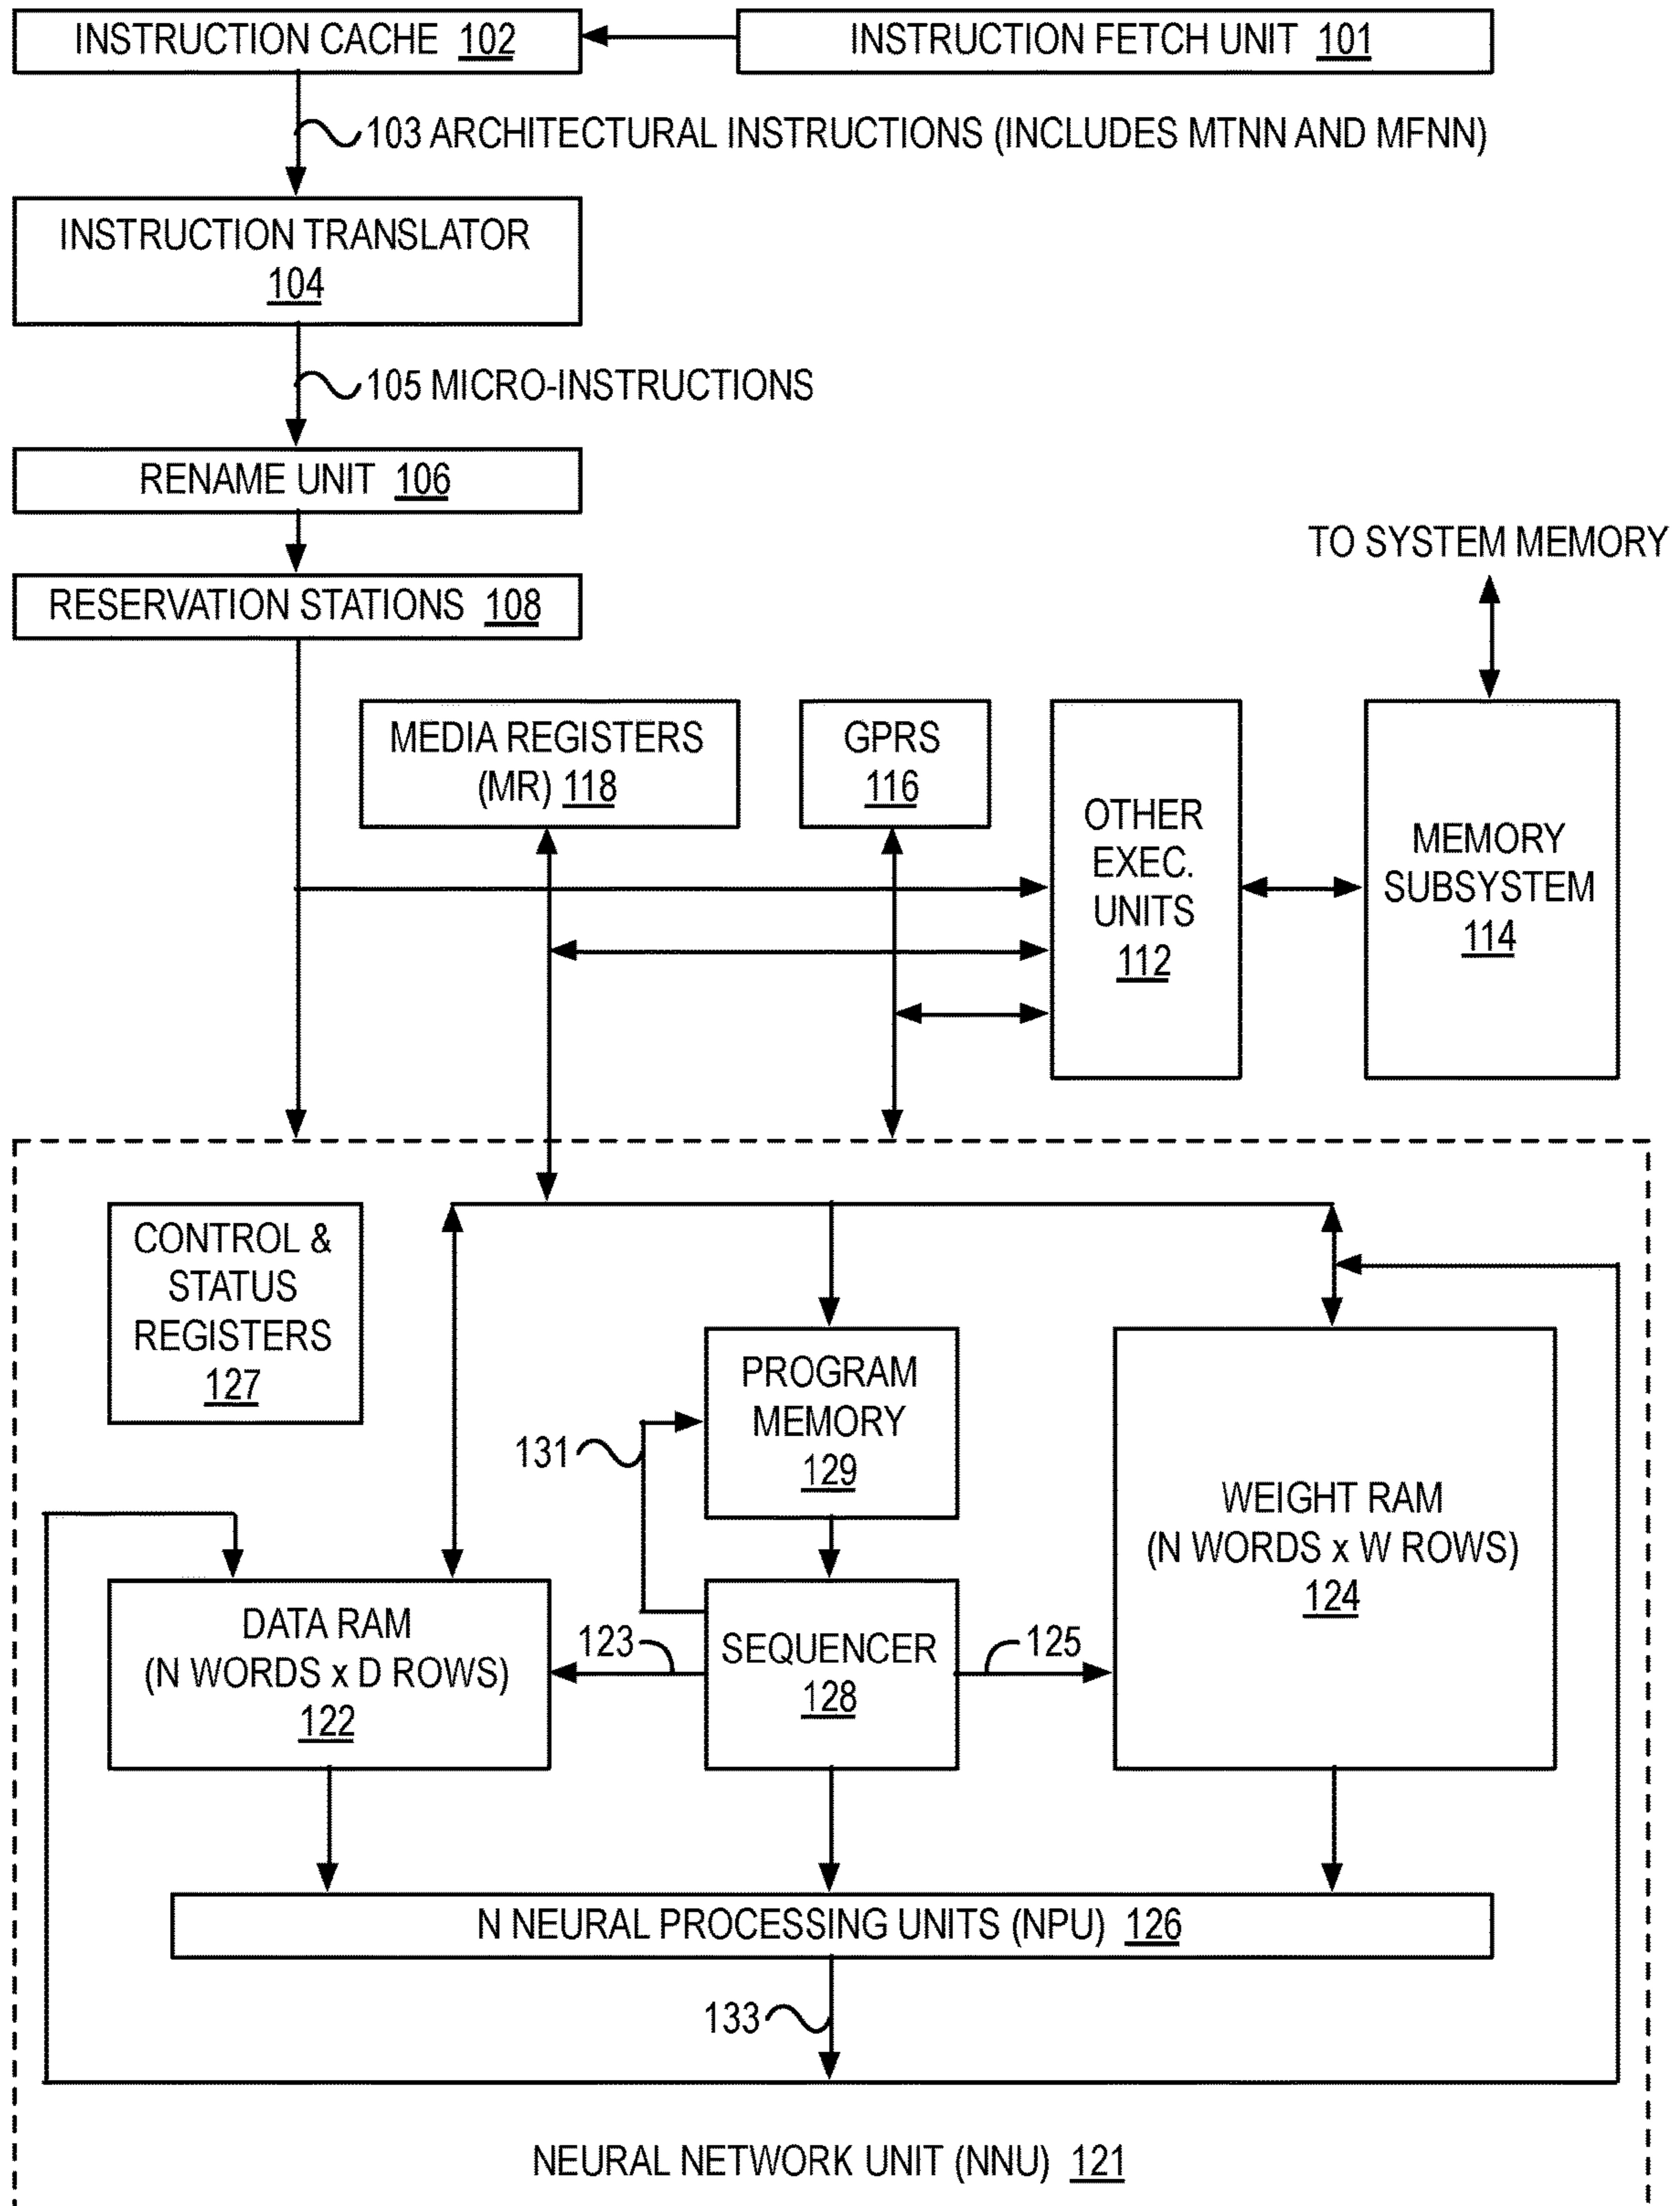 INSTRUCTION CACHE 102
INSTRUCTION FETCH UNIT 101
103 ARCHITECTURAL INSTRUCTIONS (INCLUDES MTNN AND MFNN)
INSTRUCTION TRANSLATOR
104
105 MICRO-INSTRUCTIONS
RENAME UNIT 106
TO SYSTEM MEMORY
RESERVATION STATIONS 108
MEDIA REGISTERS
(MR) 118
GPRS
116
OTHER
EXEC.
UNITS
112
MEMORY
SUBSYSTEM
114
CONTROL &
STATUS
REGISTERS
127
PROGRAM
MEMORY
129
131
WEIGHT RAM
(N WORDS x W ROWS)
124
DATA RAM
(N WORDS x D ROWS)
122
123
SEQUENCER
128
125
N NEURAL PROCESSING UNITS (NPU) 126
133
NEURAL NETWORK UNIT (NNU) 121